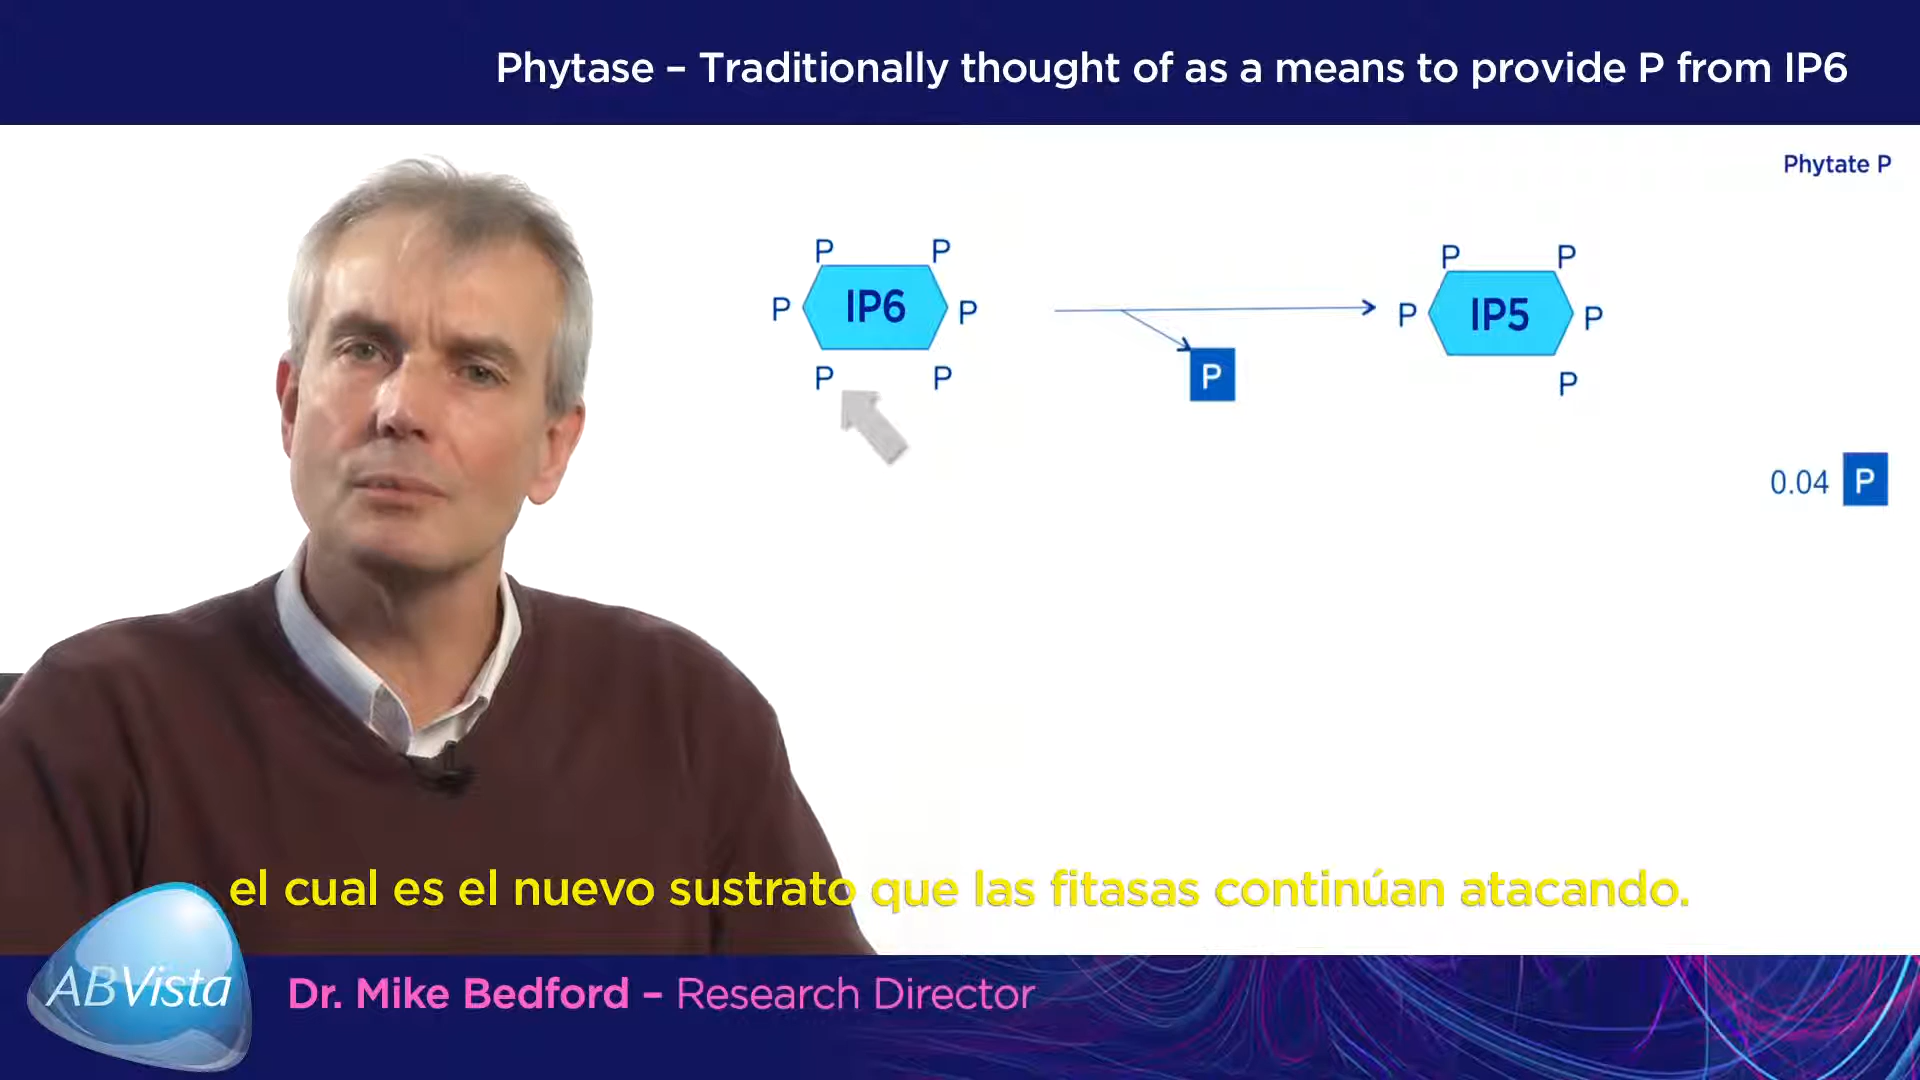 Phytase – Traditionally thought of as a means to provide P from IP6
Phytate P
P P P P
P IP6 P P IP5 P
P P P P
0.04 P
el cual es el nuevo sustrato que las fitasas continúan atacando.
ABVista
Dr. Mike Bedford – Research Director